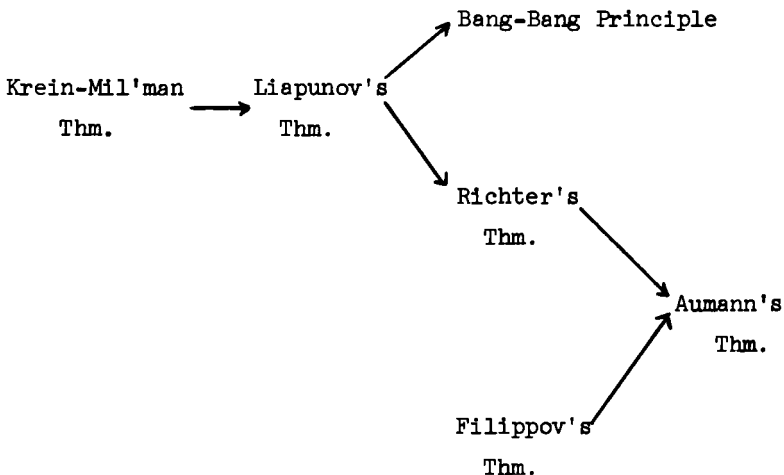 Bang-Bang Principle
Krein-Mil'man
Thm.
Liapunov's
Thm.
Richter's
Thm.
Aumann's
Thm.
Filippov's
Thm.